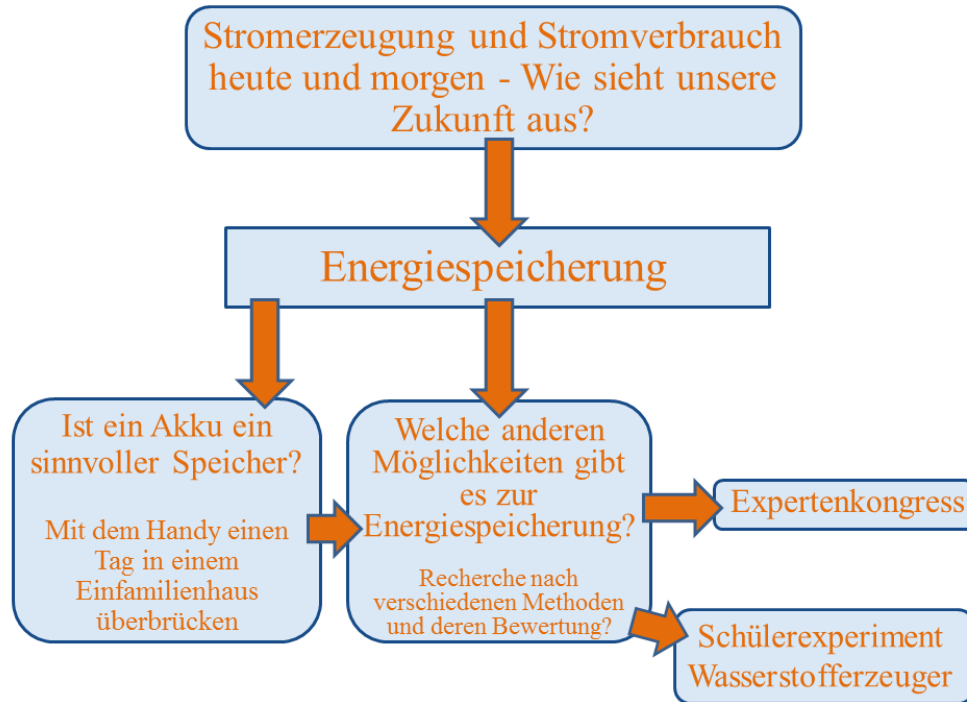 Stromerzeugung und Stromverbrauch
heute und morgen - Wie sieht unsere
Zukunft aus?
Energiespeicherung
Ist ein Akku ein
sinnvoller Speicher?
Mit dem Handy einen
Tag in einem
Einfamilienhaus
überbrücken
Welche anderen
Möglichkeiten gibt
es zur
Energiespeicherung?
Recherche nach
verschiedenen Methoden
und deren Bewertung?
Expertenkongress
Schülerexperiment
Wasserstofferzeuger